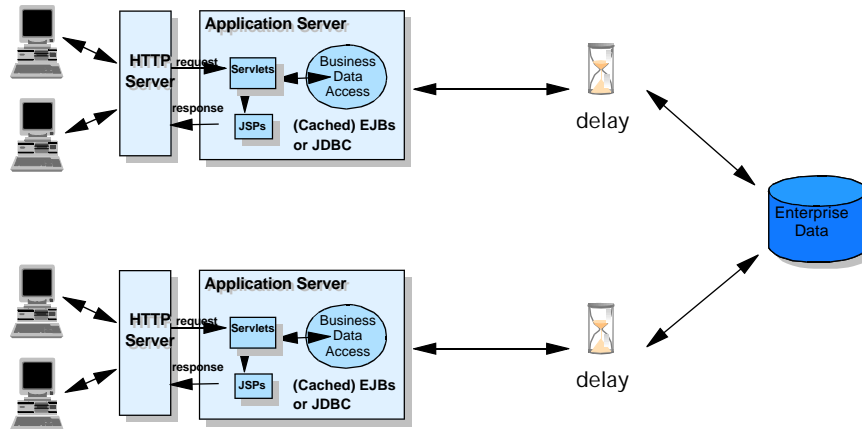 Application Server
HTTP
Server
request
Servlets
Business
Data
Access
response
JSPs
(Cached) EJBs
or JDBC
delay
Enterprise
Data
Application Server
HTTP
Server
request
Servlets
Business
Data
Access
response
JSPs
(Cached) EJBs
or JDBC
delay